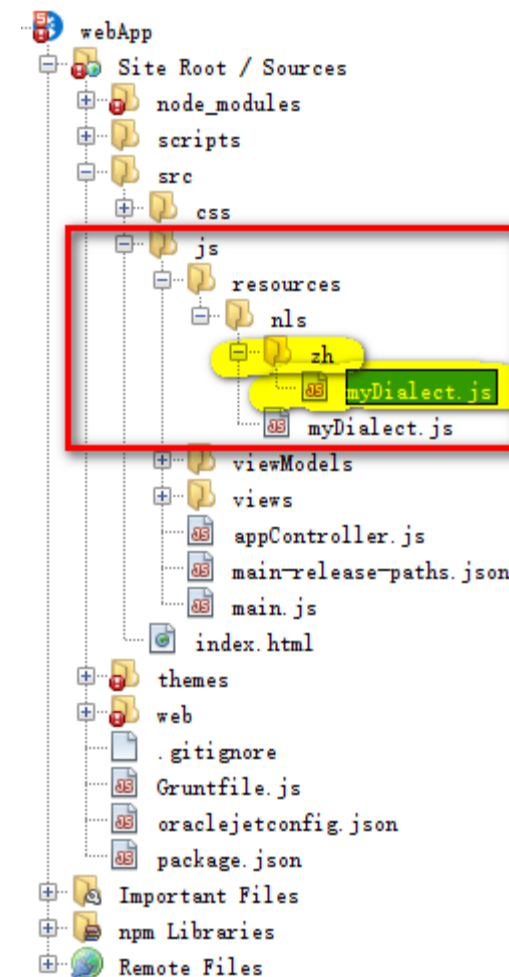 webApp
Site Root / Sources
node_modules
scripts
src
css
js
resources
nls
zh
myDialect.js
myDialect.js
viewModels
views
appController.js
main-release-paths.json
main.js
index.html
themes
web
.gitignore
Gruntfile.js
oraclejetconfig.json
package.json
Important Files
npm Libraries
Remote Files